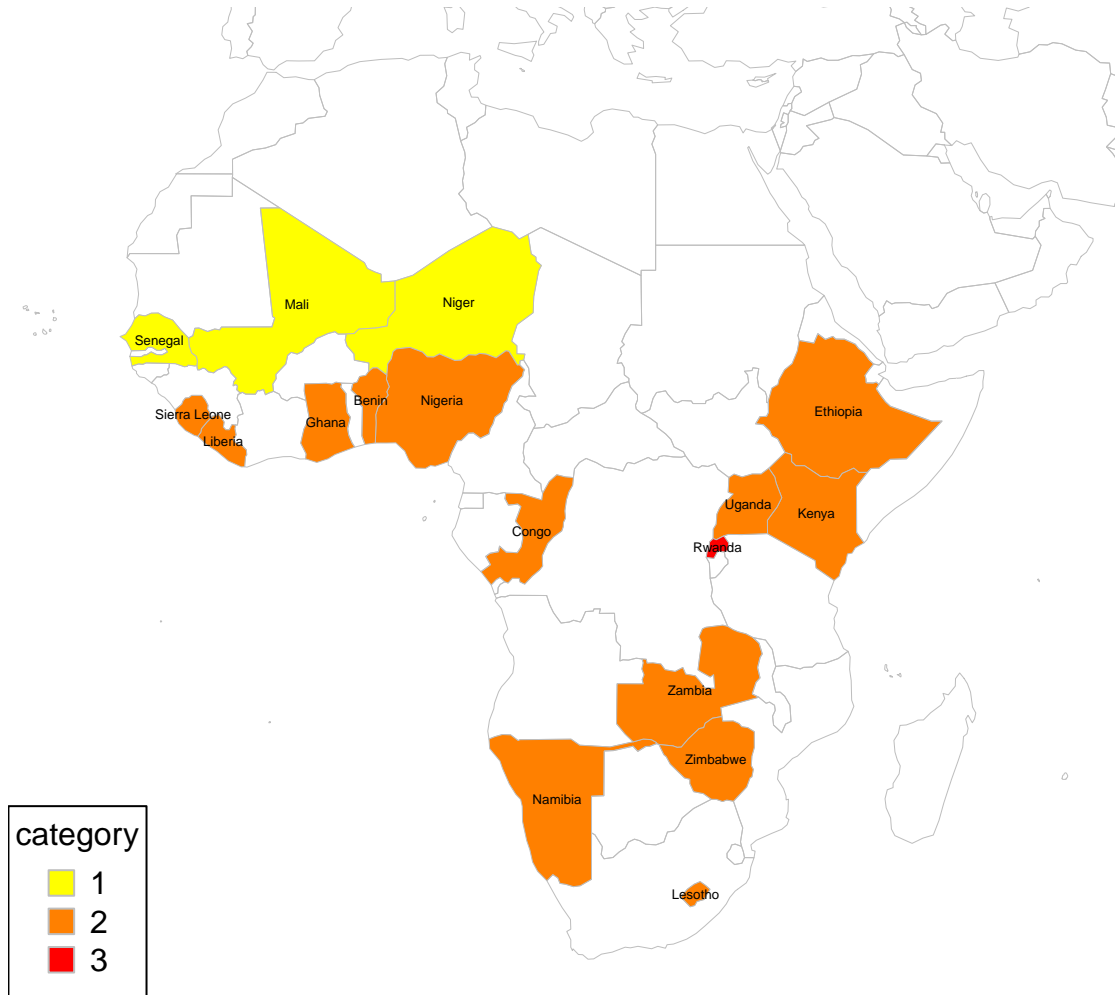 Mali
Niger
Senegal
Benin
Nigeria
Sierra Leone
Ghana
Liberia
Ethiopia
Uganda
Kenya
Congo
Rwanda
Zambia
Zimbabwe
Namibia
Lesotho
category
1
2
3